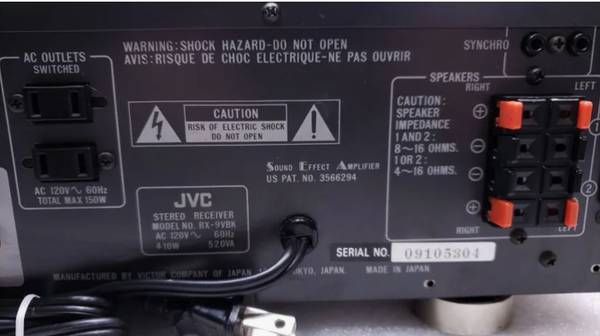 WARNING: SHOCK HAZARD-DO NOT OPEN
AVIS: RISQUE DE CHOC ELECTRIQUE-NE PAS OUVRIR
SYNCHRO
AC OUTLETS
SWITCHED
AC 120V~ 60Hz
TOTAL MAX 150W
CAUTION
RISK OF ELECTRIC SHOCK
DO NOT OPEN
SOUND EFFECT AMPLIFIER
US PAT. NO. 3566294
JVC
STEREO RECEIVER
MODEL NO. RX-9VBK
AC 120V~ 60Hz
410W 520VA
SPEAKERS
RIGHT LEFT
CAUTION:
SPEAKER
IMPEDANCE
1 AND 2:
8~16 OHMS.
1 OR 2:
4~16 OHMS.
+
-
-
+
1
2
RIGHT LEFT
SERIAL NO. 09105304
MANUFACTURED BY VICTOR COMPANY OF JAPAN, TOKYO, JAPAN. MADE IN JAPAN